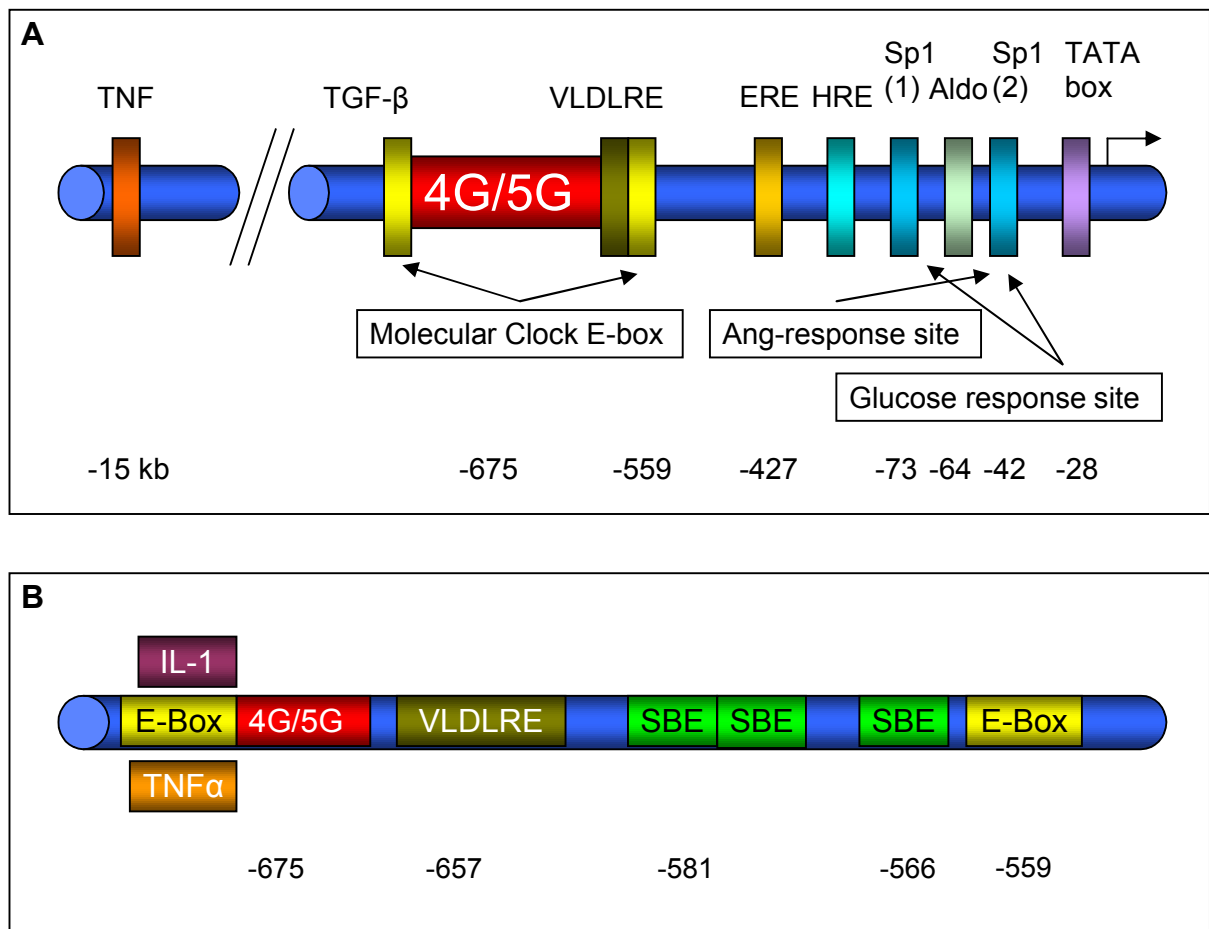 A
Sp1 Sp1 TATA
TNF TGF-β VLDLRE ERE HRE (1) Aldo (2) box
4G/5G
Molecular Clock E-box
Ang-response site
Glucose response site
-15 kb -675 -559 -427 -73 -64 -42 -28
B
IL-1
E-Box 4G/5G VLDLRE SBE SBE SBE E-Box
TNFα
-675 -657 -581 -566 -559